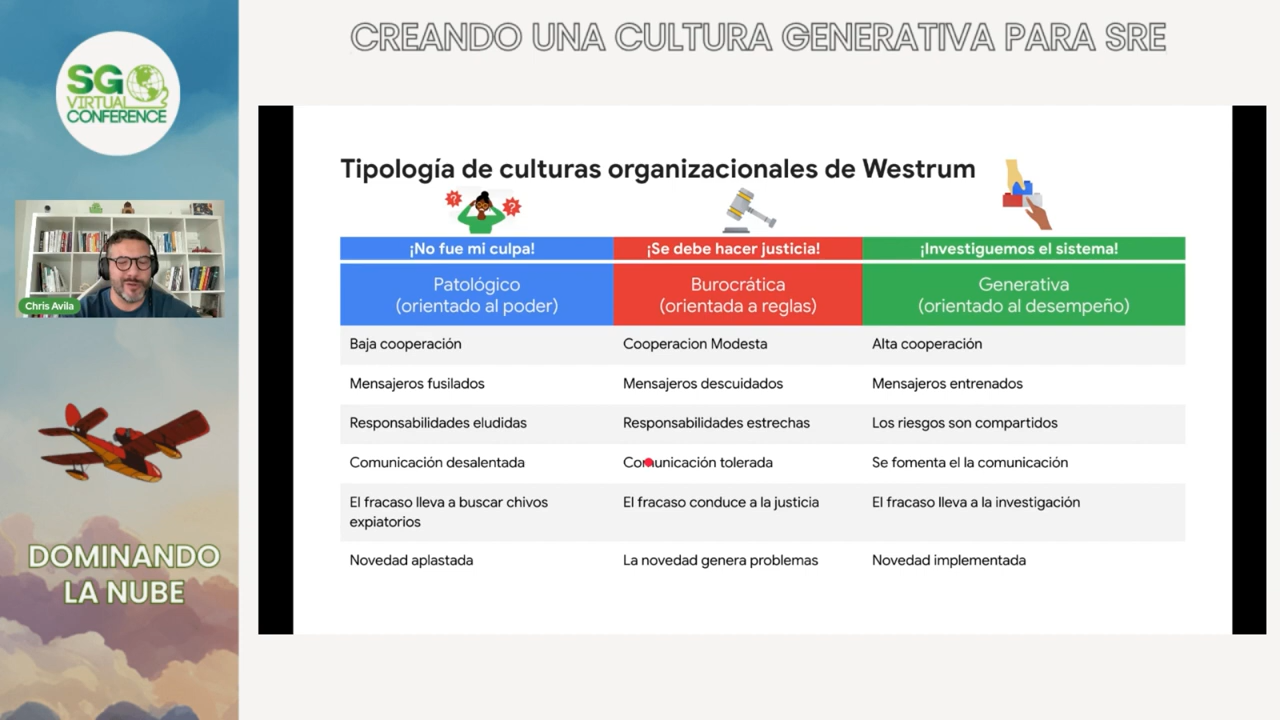 CREANDO UNA CULTURA GENERATIVA PARA SRE
SG
VIRTUAL
CONFERENCE
Chris Avila
DOMINANDO
LA NUBE
Tipología de culturas organizacionales de Westrum
? ?
¡No fue mi culpa! ¡Se debe hacer justicia! ¡Investiguemos el sistema!
Patológico Burocrática Generativa
(orientado al poder) (orientada a reglas) (orientado al desempeño)
Baja cooperación Cooperacion Modesta Alta cooperación
Mensajeros fusilados Mensajeros descuidados Mensajeros entrenados
Responsabilidades eludidas Responsabilidades estrechas Los riesgos son compartidos
Comunicación desalentada Comunicación tolerada Se fomenta el la comunicación
El fracaso lleva a buscar chivos El fracaso conduce a la justicia El fracaso lleva a la investigación
expiatorios
Novedad aplastada La novedad genera problemas Novedad implementada